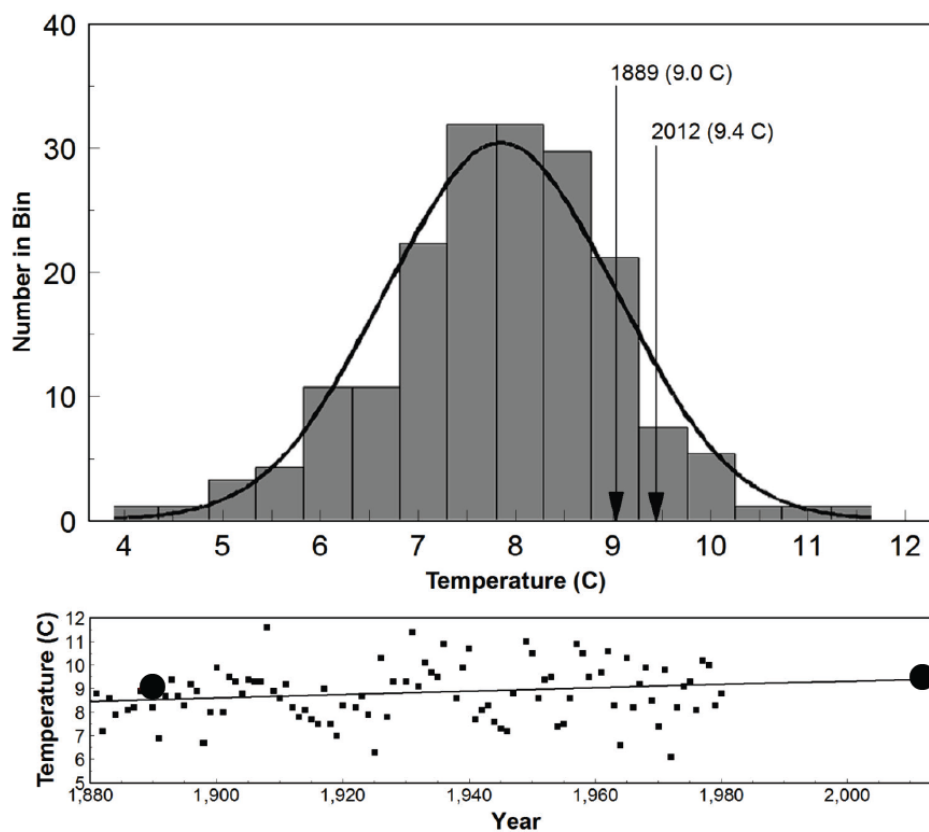 40
1889 (9.0 C)
2012 (9.4 C)
30
Number in Bin
20
10
0
4 5 6 7 8 9 10 11 12
Temperature (C)
12
11
10
9
8
7
6
5
Temperature (C)
1,880 1,900 1,920 1,940 1,960 1,980 2,000
Year